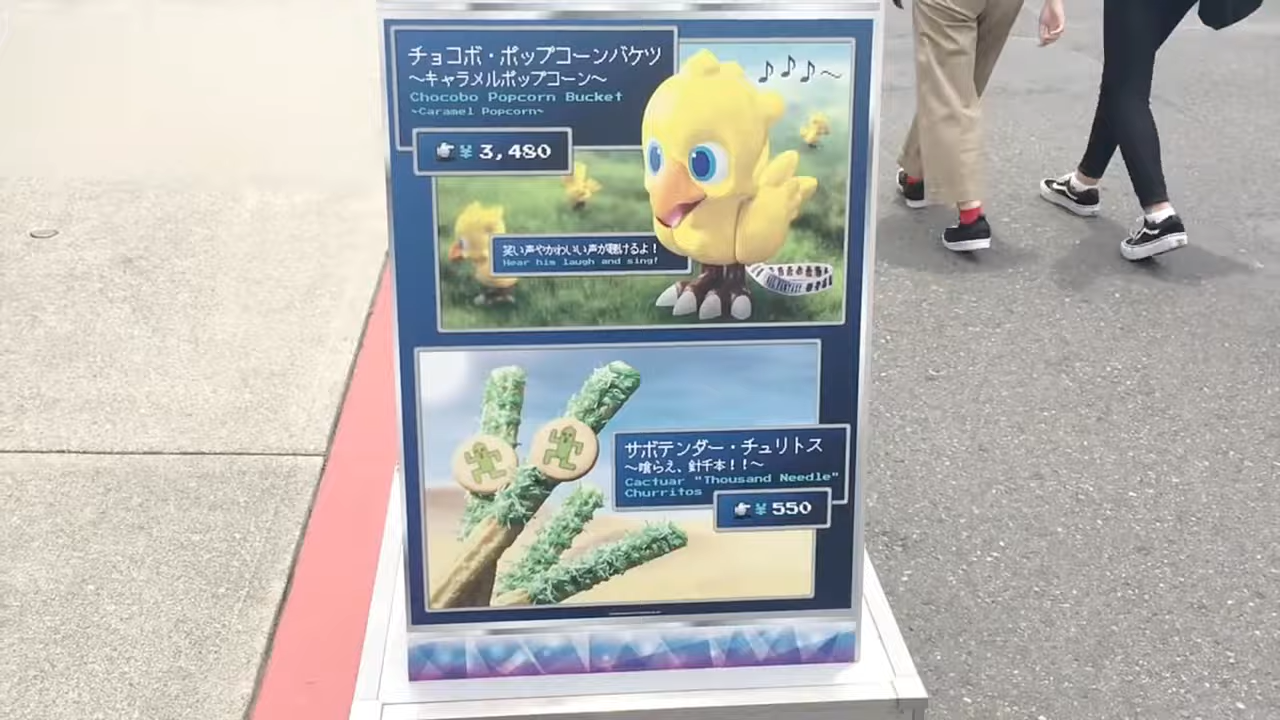 チョコボ・ポップコーンバケツ
～キャラメルポップコーン～
Chocobo Popcorn Bucket
~Caramel Popcorn~
¥ 3,480
笑い声やかわいい声が聴けるよ！
Hear his laugh and sing!
サボテンダー・チュリトス
～喰らえ、針千本！！～
Cactuar "Thousand Needle"
Churritos
¥ 550